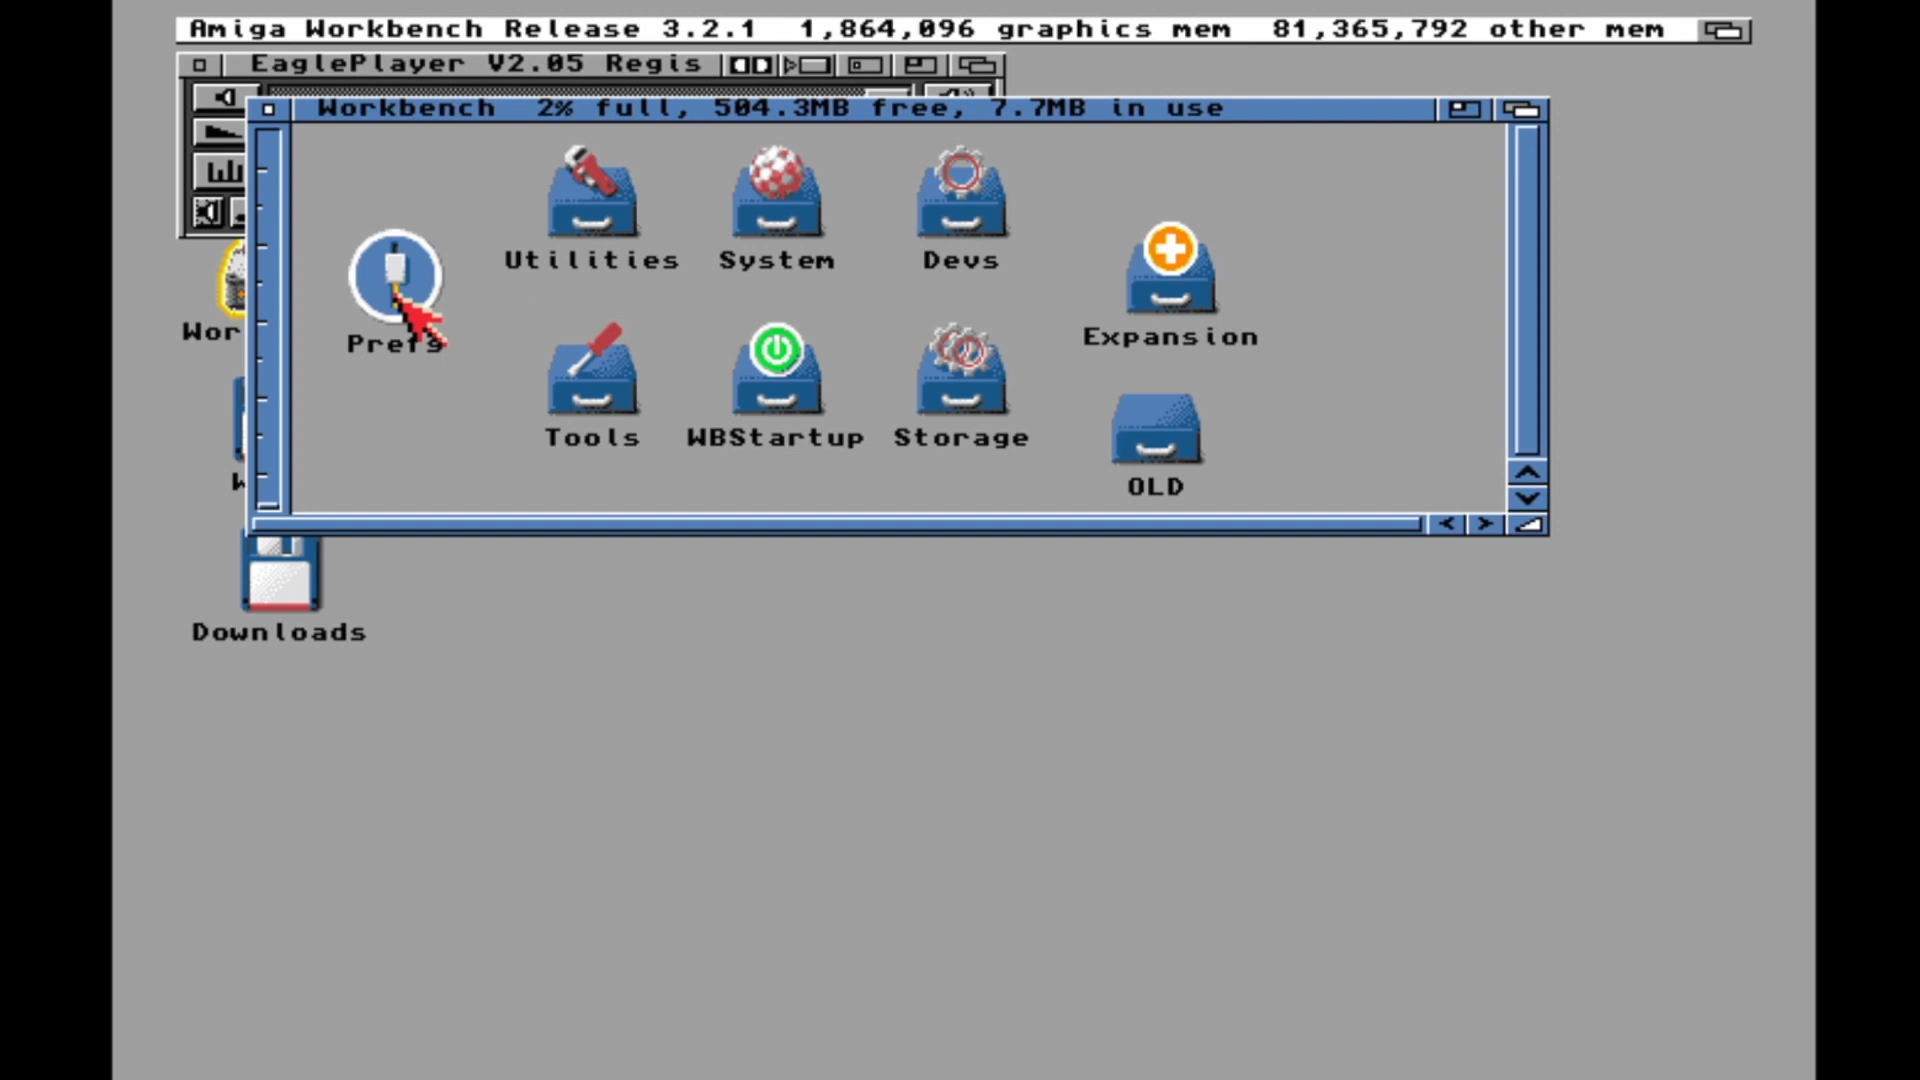 Amiga Workbench Release 3.2.1  1,864,096 graphics mem  81,365,792 other mem
EaglePlayer V2.05 Regis
Workbench  2% full, 504.3MB free, 7.7MB in use
Utilities
System
Devs
Prefs
Expansion
Wor
Tools
WBStartup
Storage
OLD
W
Downloads